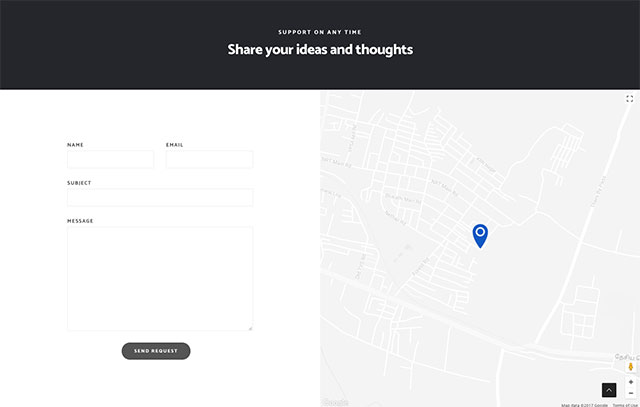 SUPPORT ON ANY TIME
Share your ideas and thoughts
NAME
EMAIL
SUBJECT
MESSAGE
SEND REQUEST
Google
Map data ©2017 Google
Terms of Use